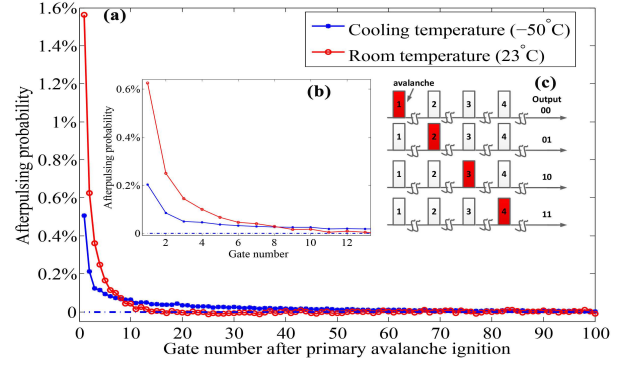 1.6%
1.4%
1.2%
1%
0.8%
0.6%
0.4%
0.2%
0
Afterpulsing probability
(a)
Cooling temperature (−50°C)
Room temperature (23°C)
0.6%
0.4%
0.2%
0
Afterpulsing probability
(b)
2 4 6 8 10 12
Gate number
(c)
avalanche
Output
1 2 3 4 00
1 2 3 4 01
1 2 3 4 10
1 2 3 4 11
0 10 20 30 40 50 60 70 80 90 100
Gate number after primary avalanche ignition